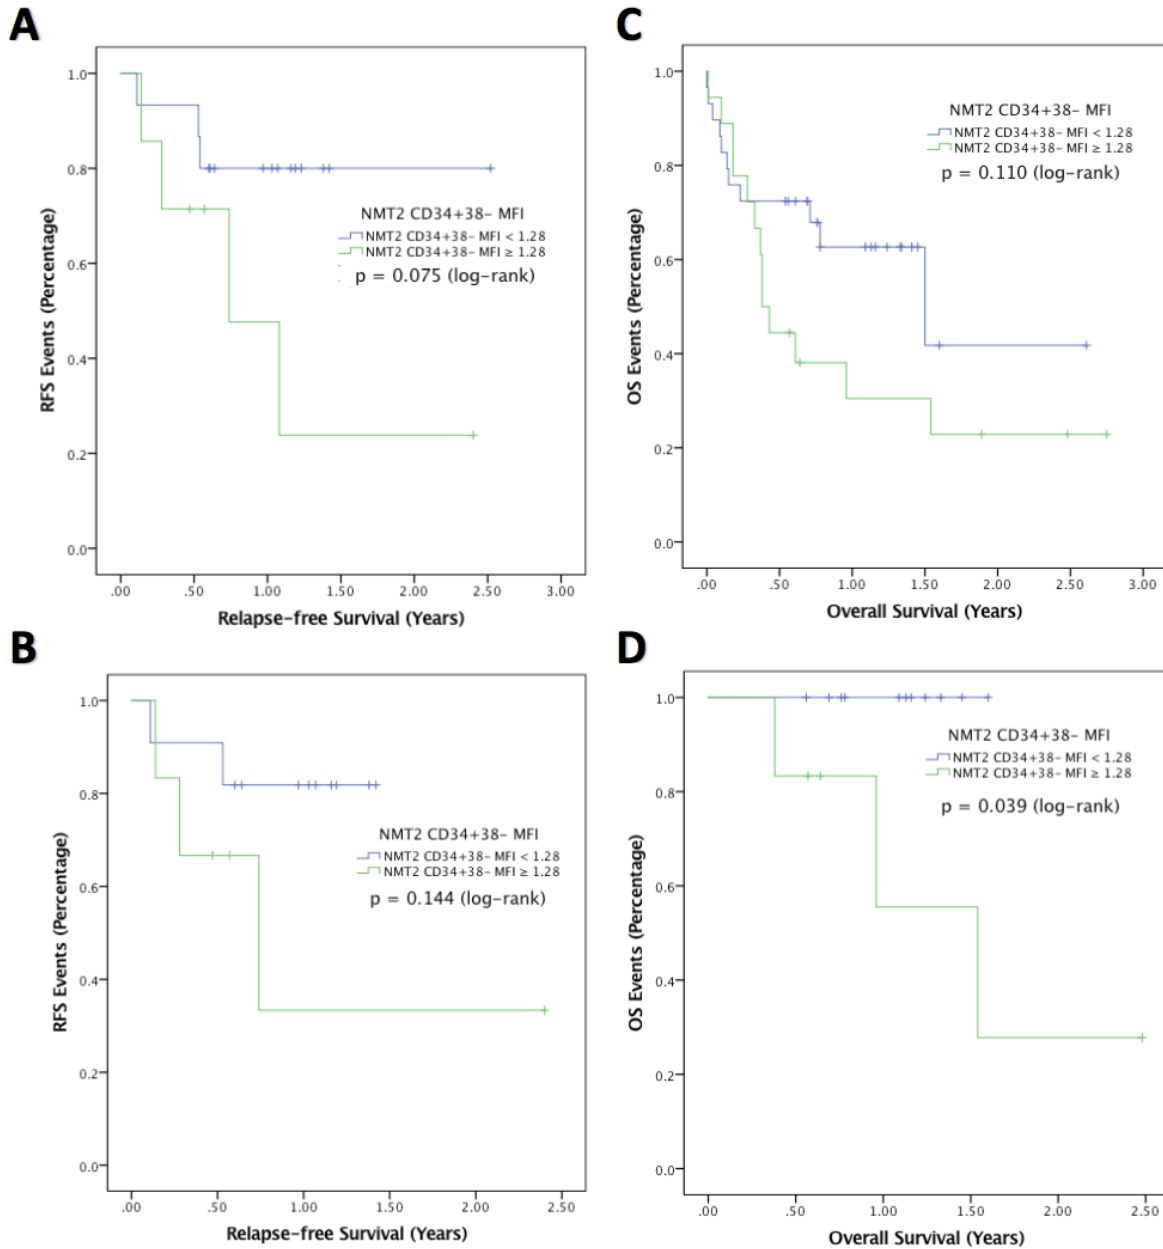 A
1.0
0.8
0.6
0.4
0.2
0.0
RFS Events (Percentage)
NMT2 CD34+38– MFI
NMT2 CD34+38– MFI < 1.28
NMT2 CD34+38– MFI ≥ 1.28
p = 0.075 (log-rank)
.00 .50 1.00 1.50 2.00 2.50 3.00
Relapse-free Survival (Years)
C
1.0
0.8
0.6
0.4
0.2
0.0
OS Events (Percentage)
NMT2 CD34+38– MFI
NMT2 CD34+38– MFI < 1.28
NMT2 CD34+38– MFI ≥ 1.28
p = 0.110 (log-rank)
.00 .50 1.00 1.50 2.00 2.50 3.00
Overall Survival (Years)
B
1.0
0.8
0.6
0.4
0.2
0.0
RFS Events (Percentage)
NMT2 CD34+38– MFI
NMT2 CD34+38– MFI < 1.28
NMT2 CD34+38– MFI ≥ 1.28
p = 0.144 (log-rank)
.00 .50 1.00 1.50 2.00 2.50
Relapse-free Survival (Years)
D
1.0
0.8
0.6
0.4
0.2
0.0
OS Events (Percentage)
NMT2 CD34+38– MFI
NMT2 CD34+38– MFI < 1.28
NMT2 CD34+38– MFI ≥ 1.28
p = 0.039 (log-rank)
.00 .50 1.00 1.50 2.00 2.50
Overall Survival (Years)